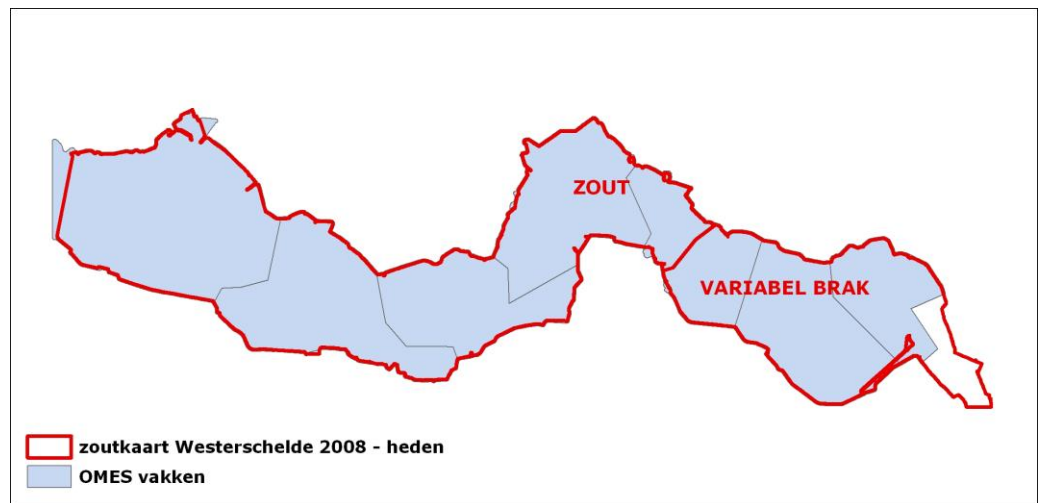 ZOUT
VARIABEL BRAK
zoutkaart Westerschelde 2008 - heden
OMES vakken